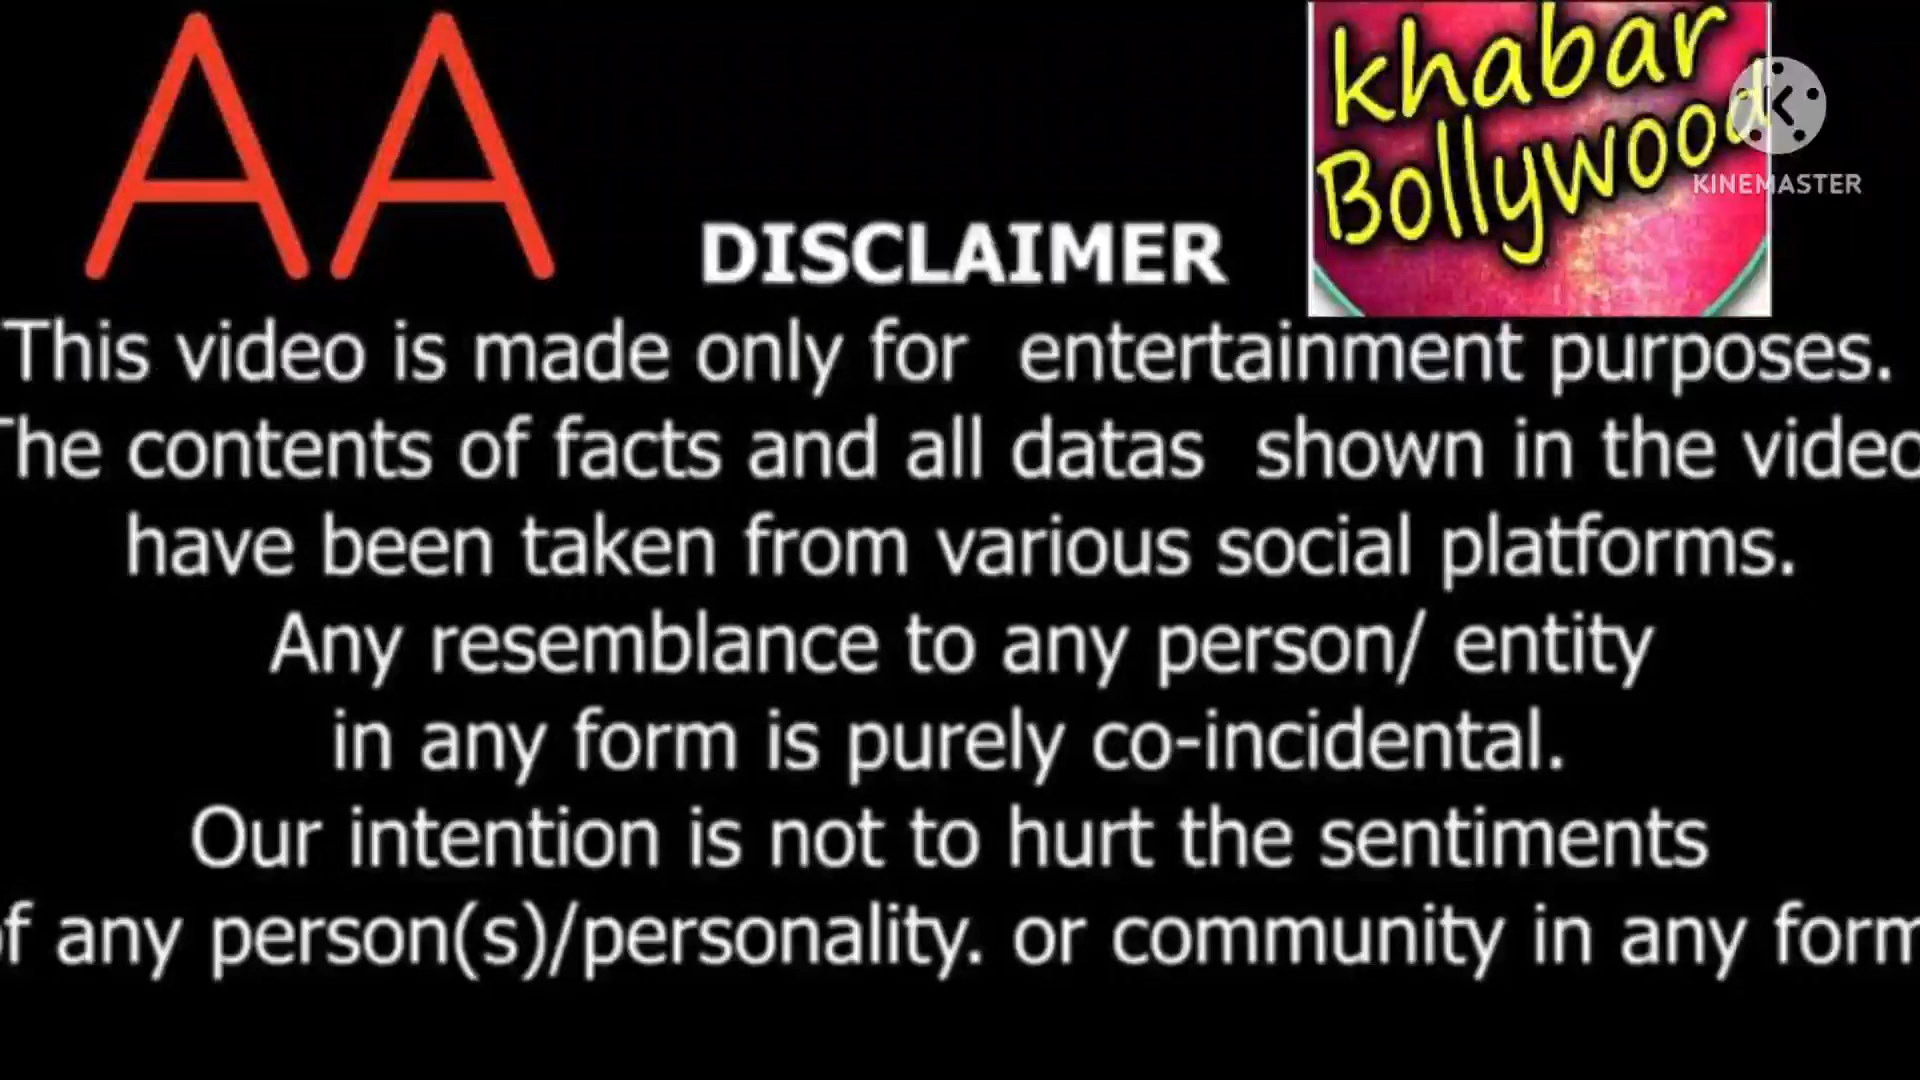 AA
khabar
Bollywood
KINEMASTER
DISCLAIMER
This video is made only for entertainment purposes.
The contents of facts and all datas shown in the video
have been taken from various social platforms.
Any resemblance to any person/ entity
in any form is purely co-incidental.
Our intention is not to hurt the sentiments
of any person(s)/personality. or community in any form